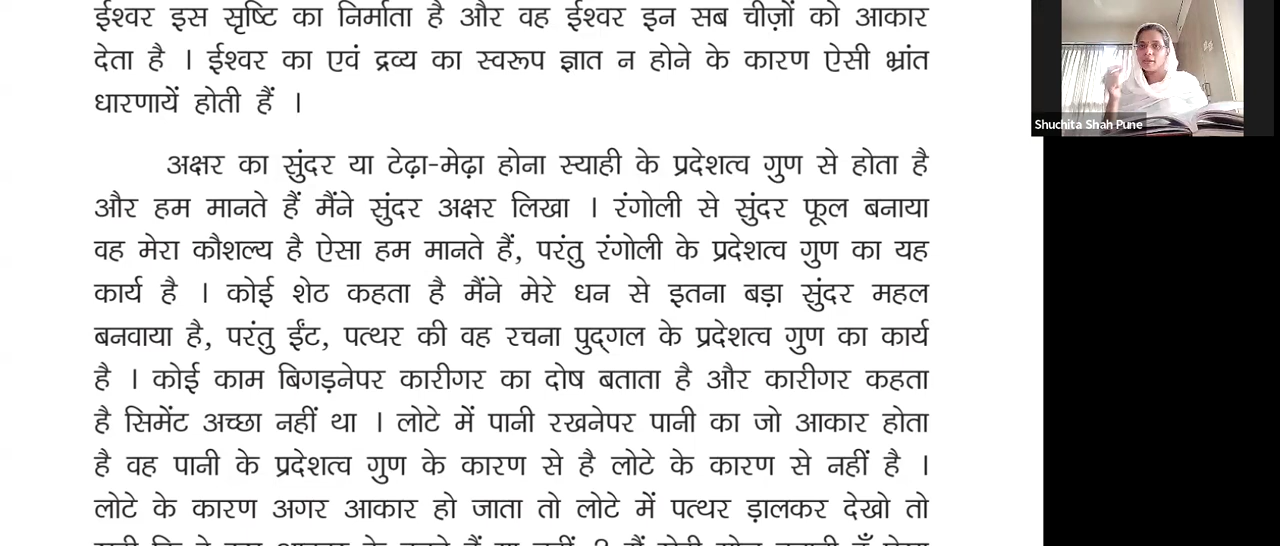 ईश्वर इस सृष्टि का निर्माता है और वह ईश्वर इन सब चीज़ों को आकार
देता है । ईश्वर का एवं द्रव्य का स्वरूप ज्ञात न होने के कारण ऐसी भ्रांत
धारणायें होती हैं ।
अक्षर का सुंदर या टेढ़ा-मेढ़ा होना स्याही के प्रदेशत्व गुण से होता है
और हम मानते हैं मैंने सुंदर अक्षर लिखा । रंगोली से सुंदर फूल बनाया
वह मेरा कौशल्य है ऐसा हम मानते हैं, परंतु रंगोली के प्रदेशत्व गुण का यह
कार्य है । कोई शेठ कहता है मैंने मेरे धन से इतना बड़ा सुंदर महल
बनवाया है, परंतु ईंट, पत्थर की वह रचना पुद्‌गल के प्रदेशत्व गुण का कार्य
है । कोई काम बिगड़नेपर कारीगर का दोष बताता है और कारीगर कहता
है सिमेंट अच्छा नहीं था । लोटे में पानी रखनेपर पानी का जो आकार होता
है वह पानी के प्रदेशत्व गुण के कारण से है लोटे के कारण से नहीं है ।
लोटे के कारण अगर आकार हो जाता तो लोटे में पत्थर ड़ालकर देखो तो
Shuchita Shah Pune